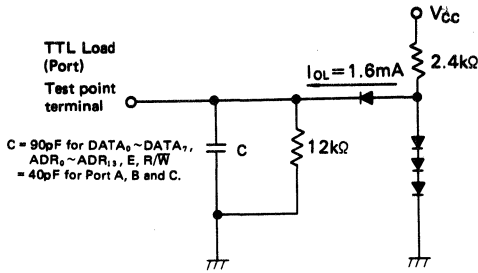 VCC
TTL Load
(Port)
Test point
terminal
IOL=1.6mA
2.4kΩ
C = 90pF for DATA₀~DATA₇,
ADR₀~ADR₁₃, E, R/W̅
= 40pF for Port A, B and C.
C
12kΩ